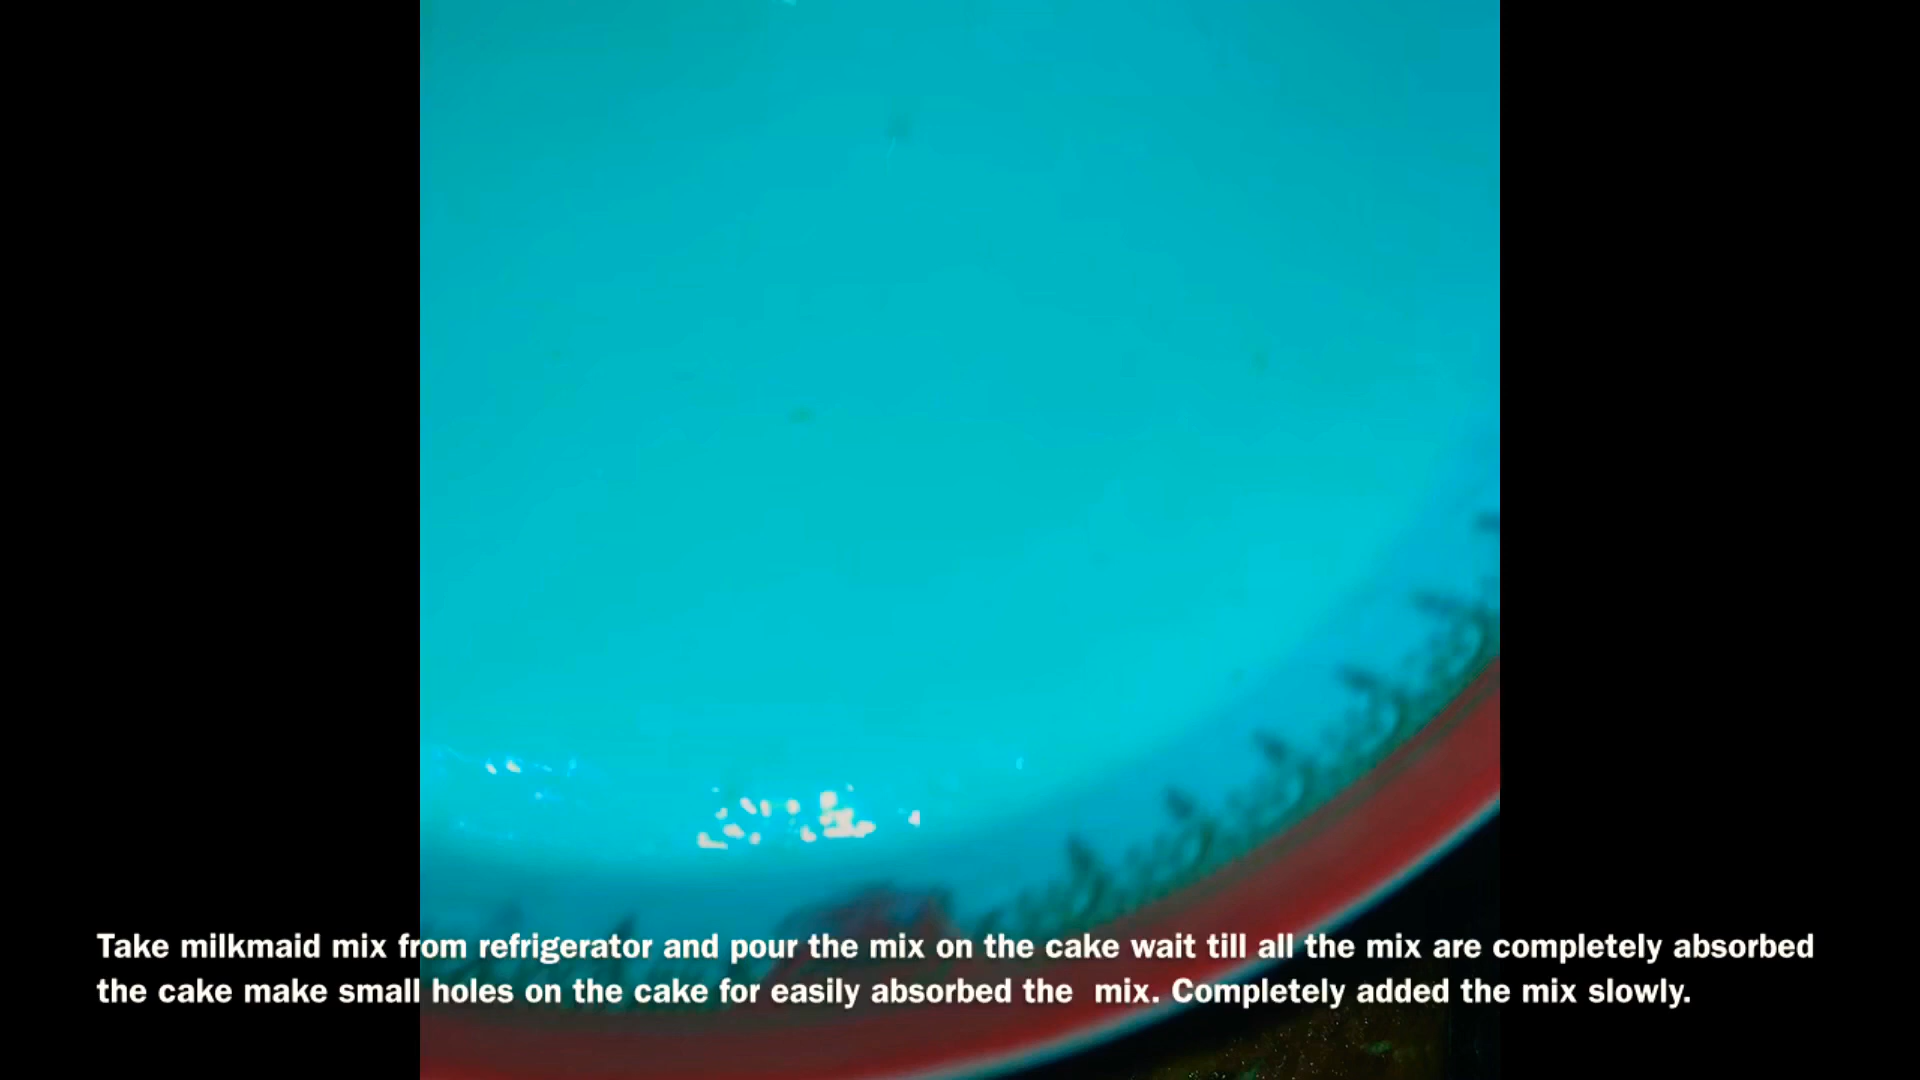 Take milkmaid mix from refrigerator and pour the mix on the cake wait till all the mix are completely absorbed
the cake make small holes on the cake for easily absorbed the  mix. Completely added the mix slowly.